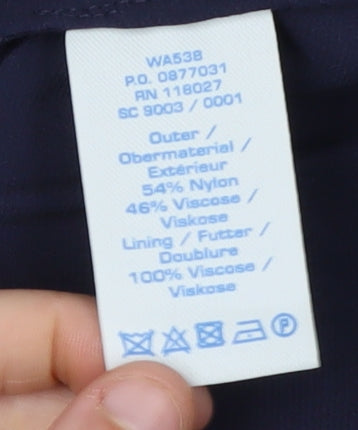 WA538
P.O. 0877031
RN 118027
SC 9003 / 0001
Outer /
Obermaterial /
Extérieur
54% Nylon
46% Viscose /
Viskose
Lining / Futter /
Doublure
100% Viscose /
Viskose
P